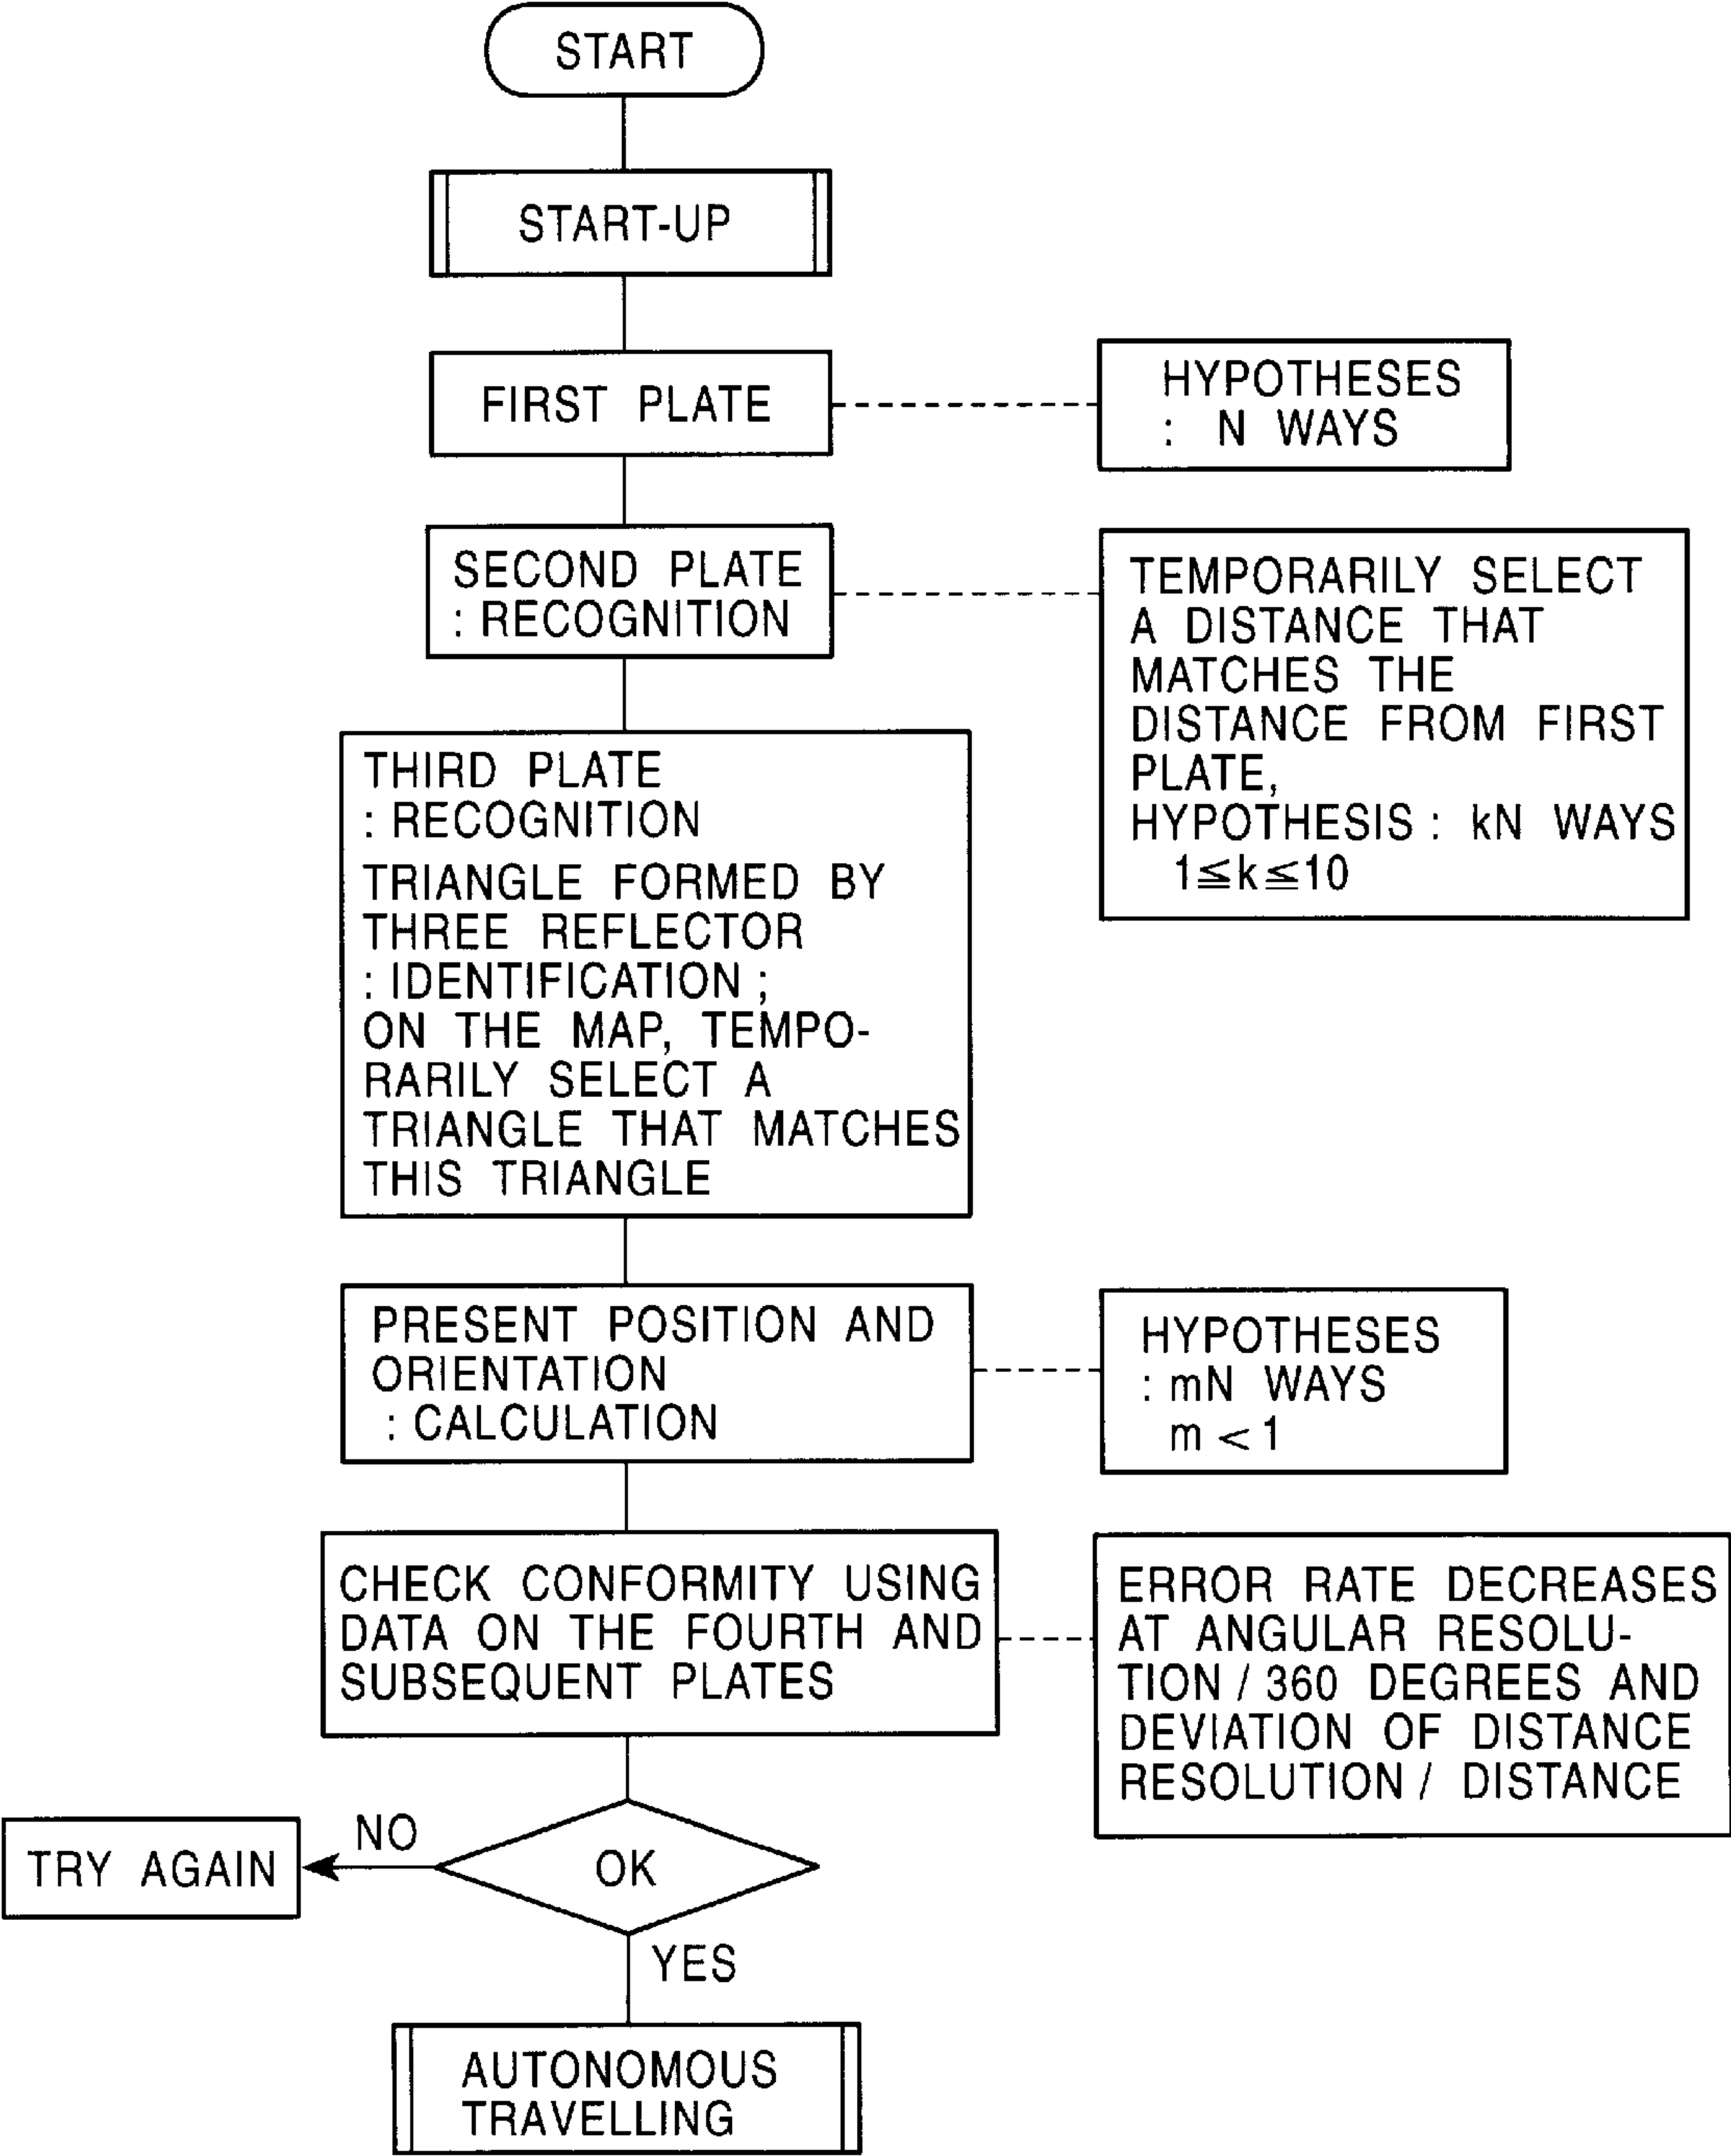 START
START-UP
FIRST PLATE
HYPOTHESES
: N WAYS
SECOND PLATE
: RECOGNITION
TEMPORARILY SELECT
A DISTANCE THAT
MATCHES THE
DISTANCE FROM FIRST
PLATE,
HYPOTHESIS : kN WAYS
1≦k≦10
THIRD PLATE
: RECOGNITION
TRIANGLE FORMED BY
THREE REFLECTOR
: IDENTIFICATION ;
ON THE MAP, TEMPO-
RARILY SELECT A
TRIANGLE THAT MATCHES
THIS TRIANGLE
PRESENT POSITION AND
ORIENTATION
: CALCULATION
HYPOTHESES
: mN WAYS
m < 1
CHECK CONFORMITY USING
DATA ON THE FOURTH AND
SUBSEQUENT PLATES
ERROR RATE DECREASES
AT ANGULAR RESOLU-
TION / 360 DEGREES AND
DEVIATION OF DISTANCE
RESOLUTION / DISTANCE
OK
NO
TRY AGAIN
YES
AUTONOMOUS
TRAVELLING